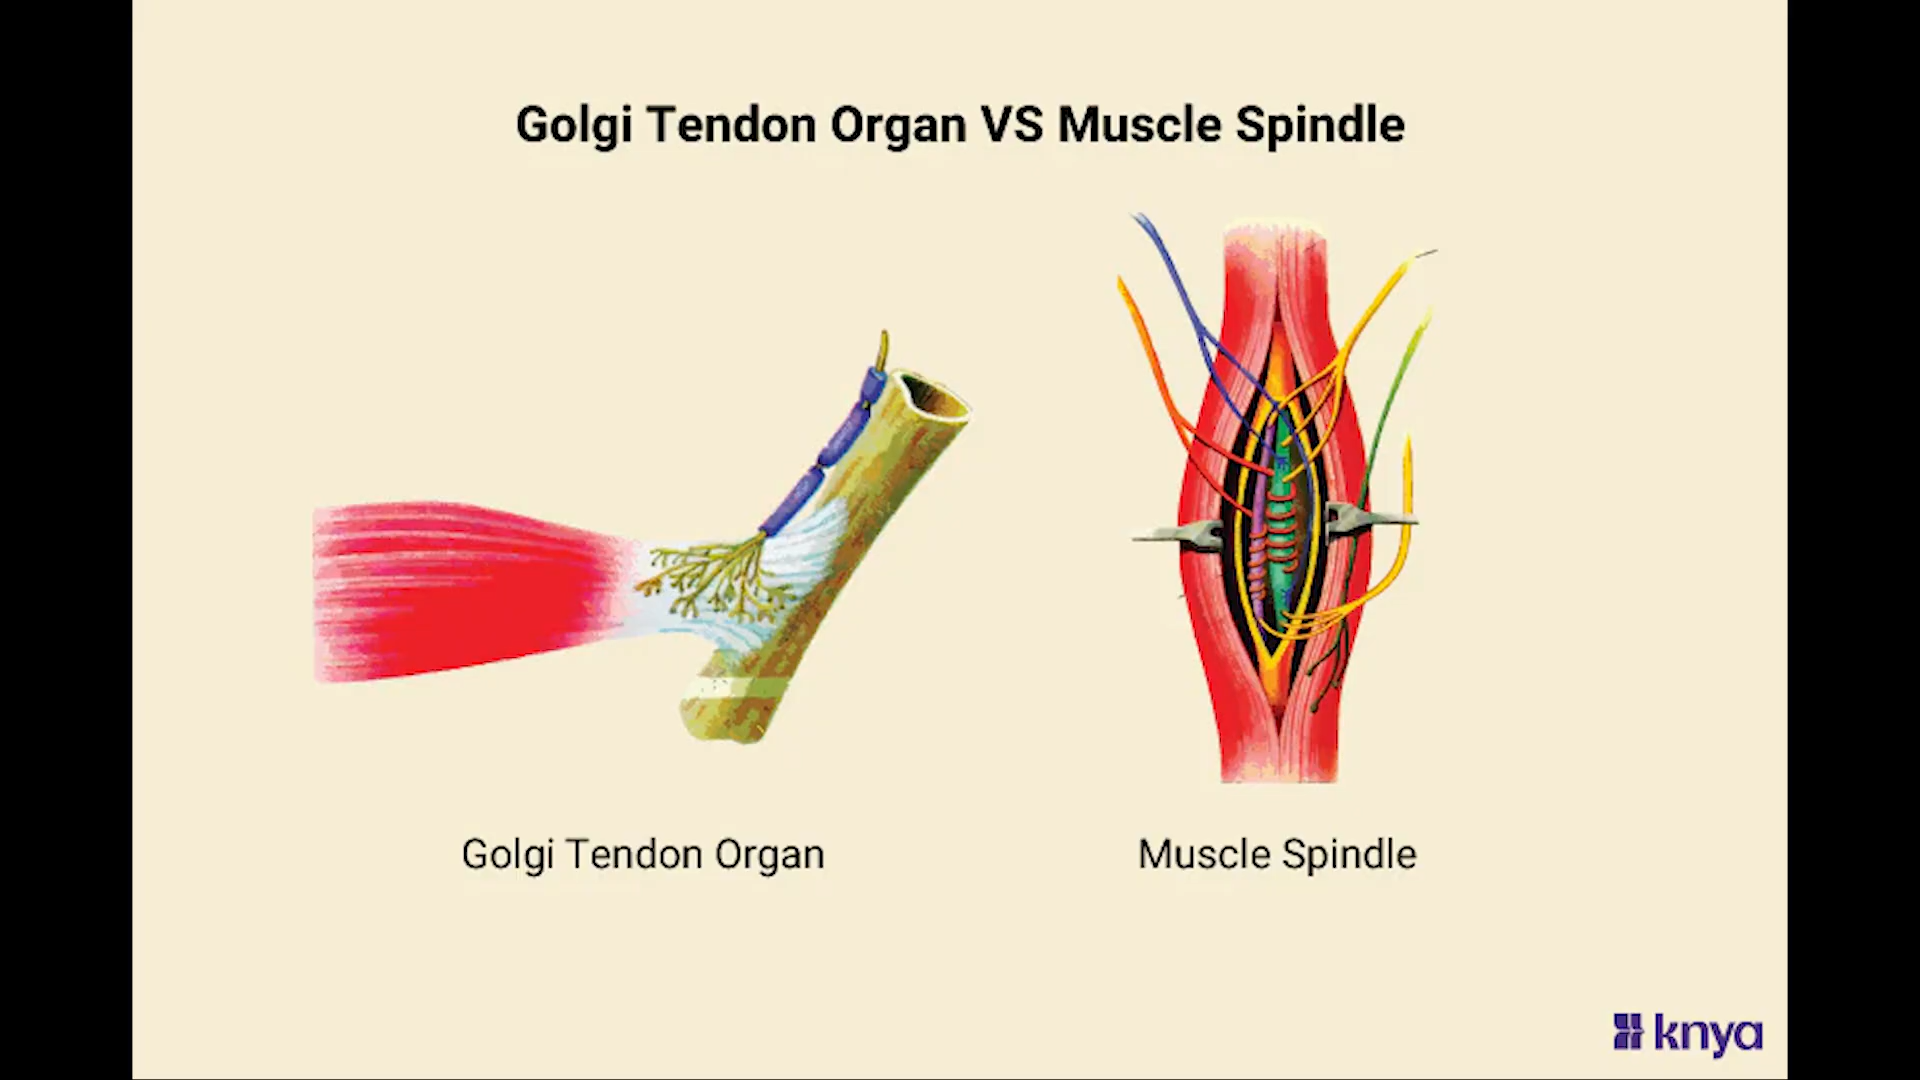 Golgi Tendon Organ VS Muscle Spindle
Golgi Tendon Organ
Muscle Spindle
knya